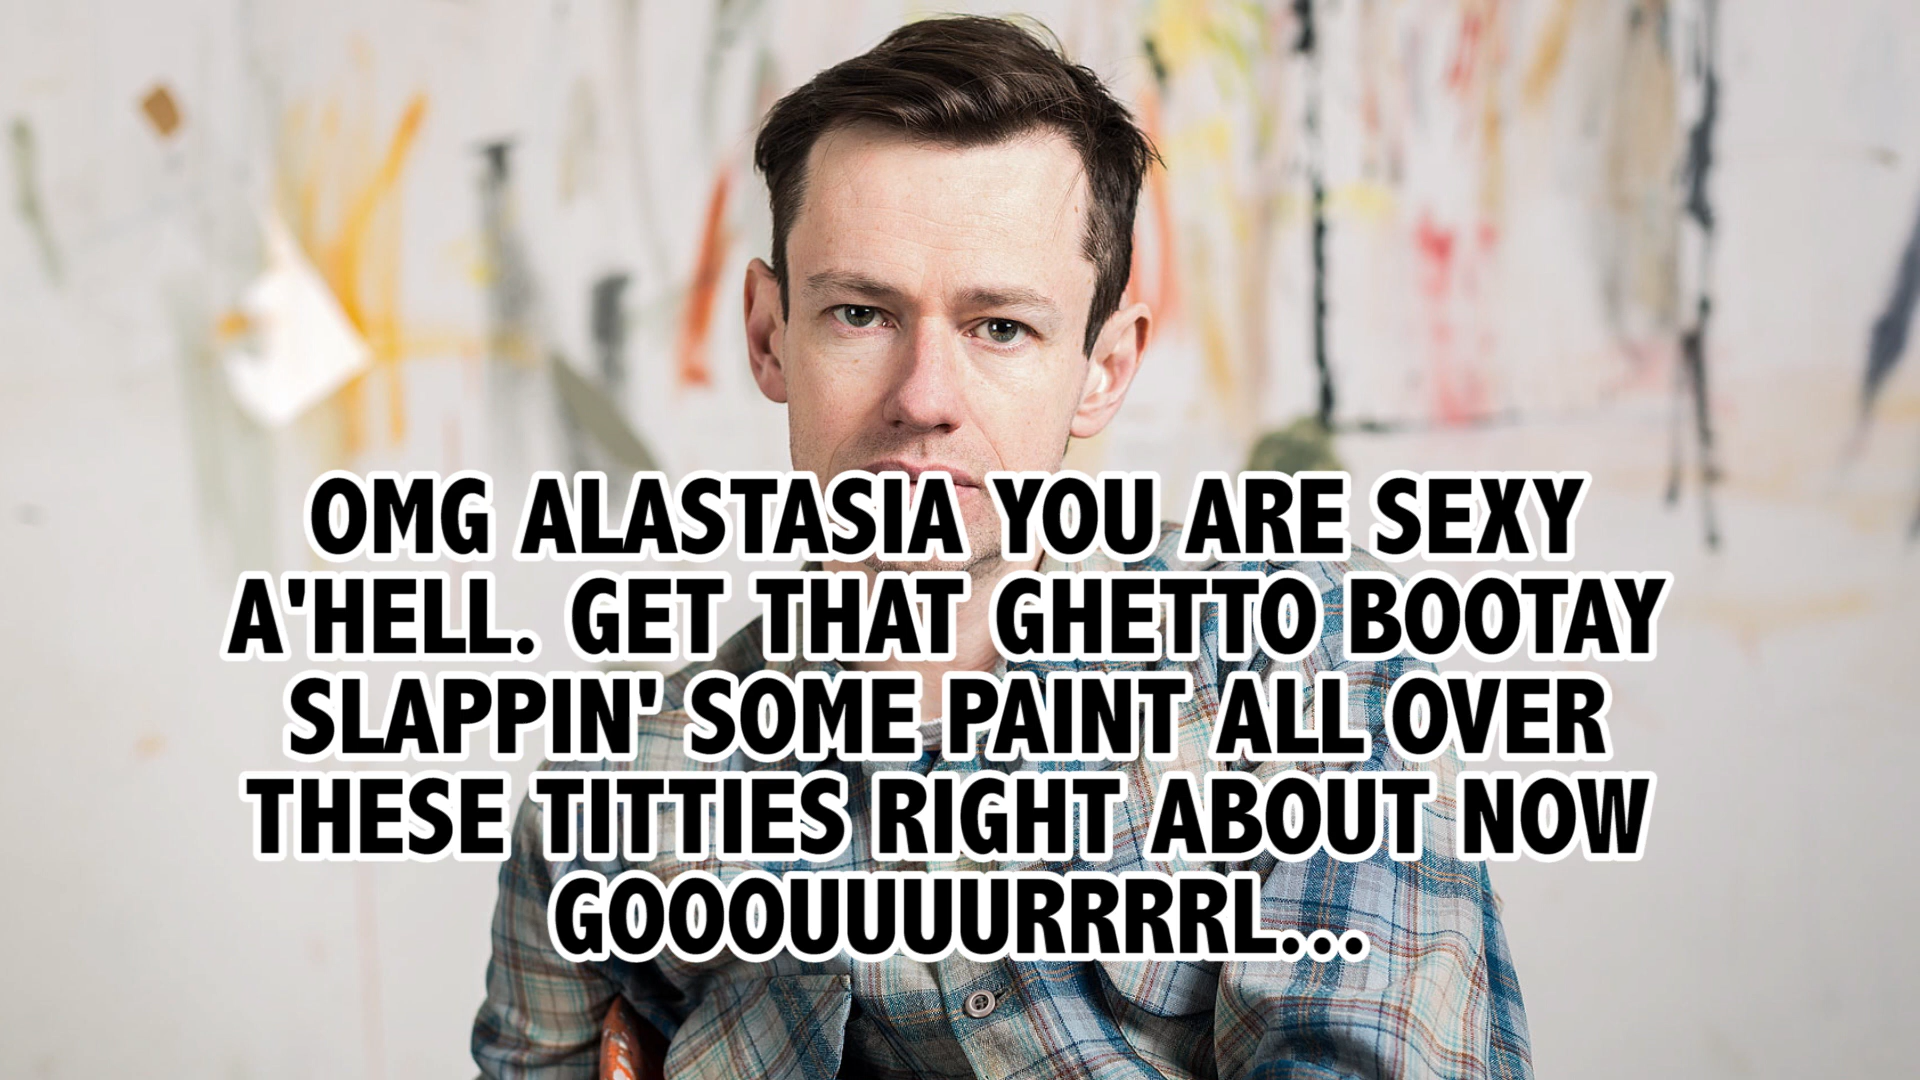 OMG ALASTASIA YOU ARE SEXY
A'HELL. GET THAT GHETTO BOOTAY
SLAPPIN' SOME PAINT ALL OVER
THESE TITTIES RIGHT ABOUT NOW
GOOOUUUURRRRL...